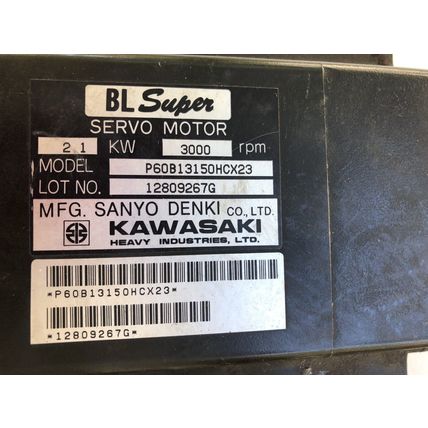 BL Super
SERVO MOTOR
2.1 KW 3000 rpm
MODEL P60B13150HCX23
LOT NO. 12809267G
MFG. SANYO DENKI CO., LTD.
KAWASAKI
HEAVY INDUSTRIES, LTD.
*P60B13150HCX23*
*12809267G*